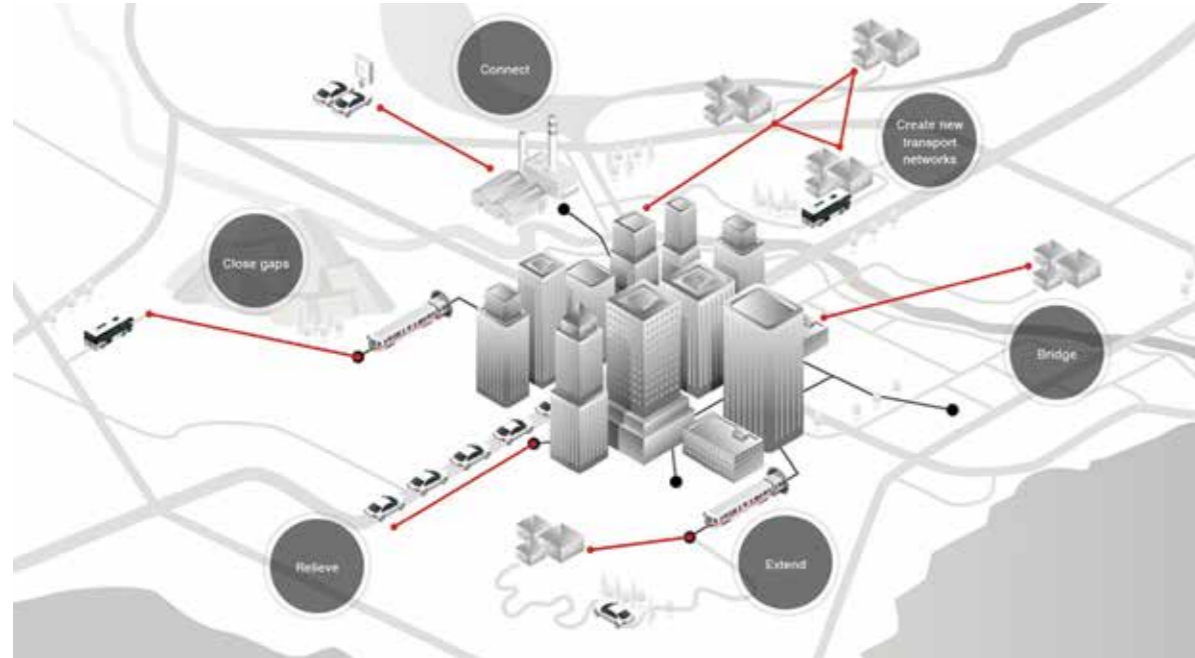 Connect
Create new
transport
networks
Close gaps
Bridge
Relieve
Extend